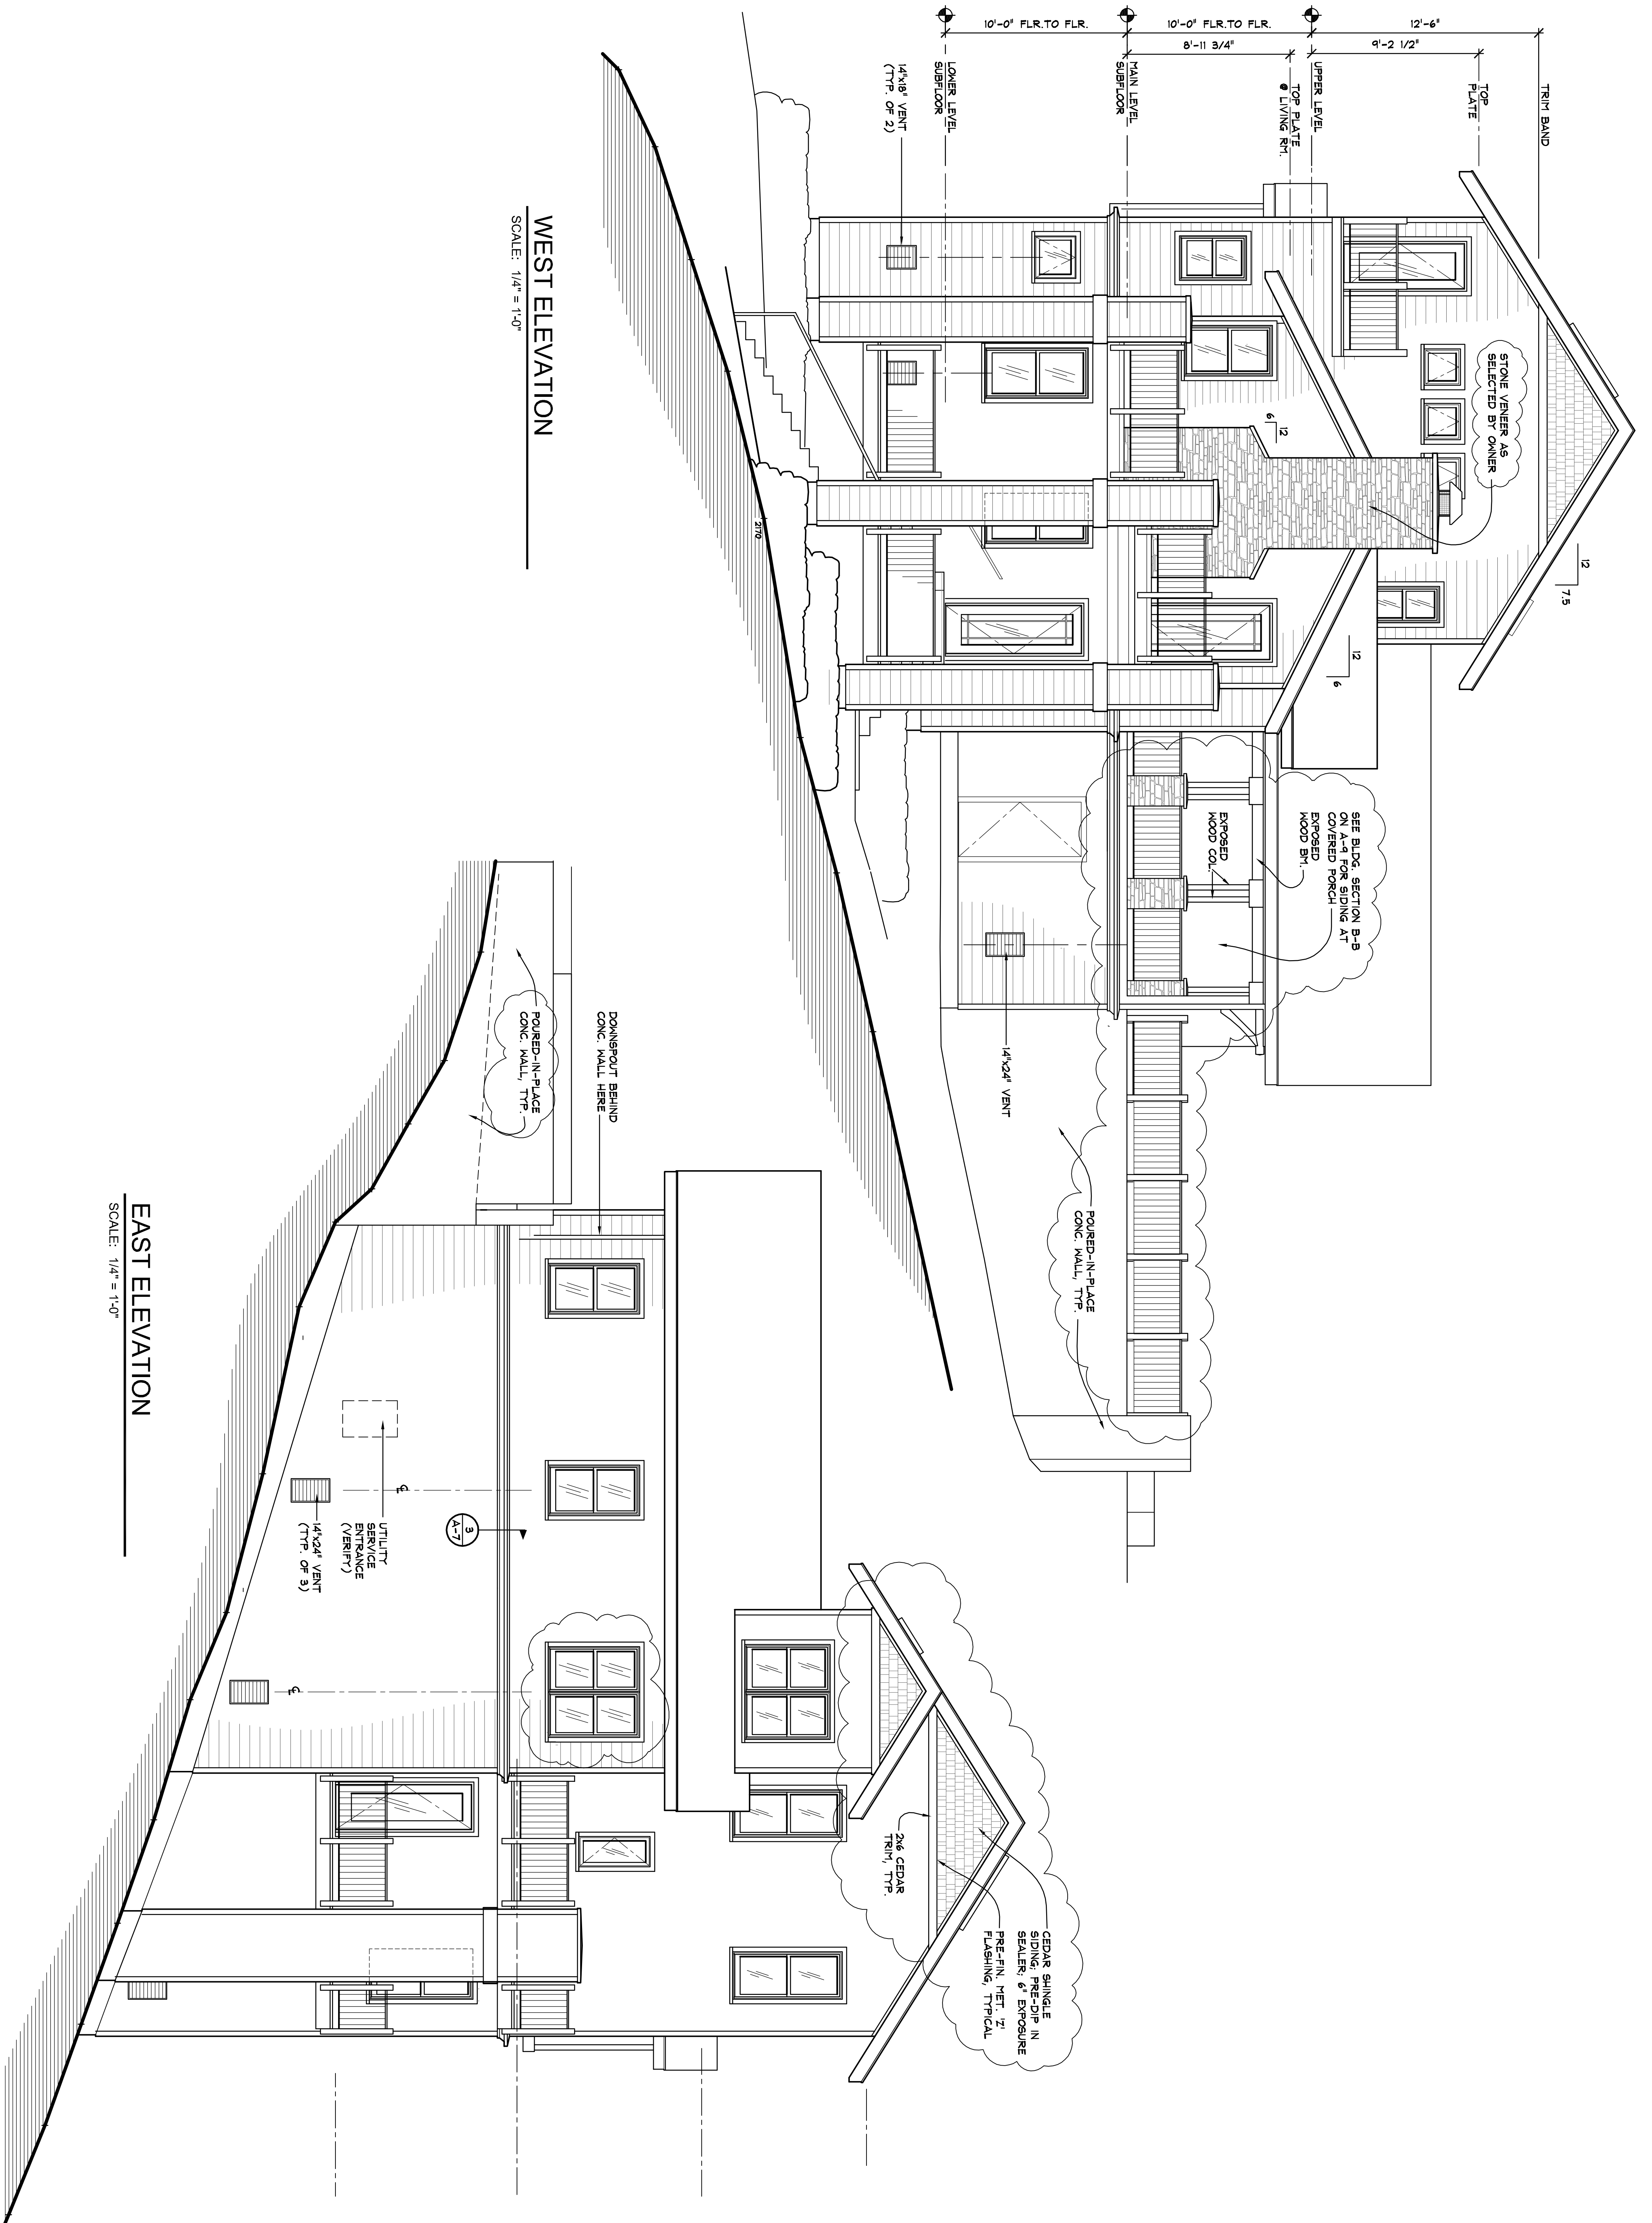 TRIM BAND
12'-6"
TOP
PLATE
9'-2 1/2"
UPPER LEVEL
TOP PLATE
@ LIVING RM.
10'-0" FLR.TO FLR.
8'-11 3/4"
MAIN LEVEL
SUBFLOOR
10'-0" FLR.TO FLR.
LOWER LEVEL
SUBFLOOR
14"x18" VENT
(TYP. OF 2)
STONE VENEER AS
SELECTED BY OWNER
12
7.5
12
6
12
6
SEE BLDG. SECTION B-B
ON A-9 FOR SIDING AT
COVERED PORCH
EXPOSED
WOOD BM.
EXPOSED
WOOD COL.
14"x24" VENT
POURED-IN-PLACE
CONC. WALL, TYP.
2170
WEST ELEVATION
SCALE: 1/4" = 1'-0"
CEDAR SHINGLE
SIDING; PRE-DIP IN
SEALER; 6" EXPOSURE
PRE-FIN. MET. 'Z'
FLASHING, TYPICAL
2x6 CEDAR
TRIM, TYP.
DOWNSPOUT BEHIND
CONC. WALL HERE
POURED-IN-PLACE
CONC. WALL, TYP.
3
A-7
UTILITY
SERVICE
ENTRANCE
(VERIFY)
14"x24" VENT
(TYP. OF 3)
CL
CL
EAST ELEVATION
SCALE: 1/4" = 1'-0"